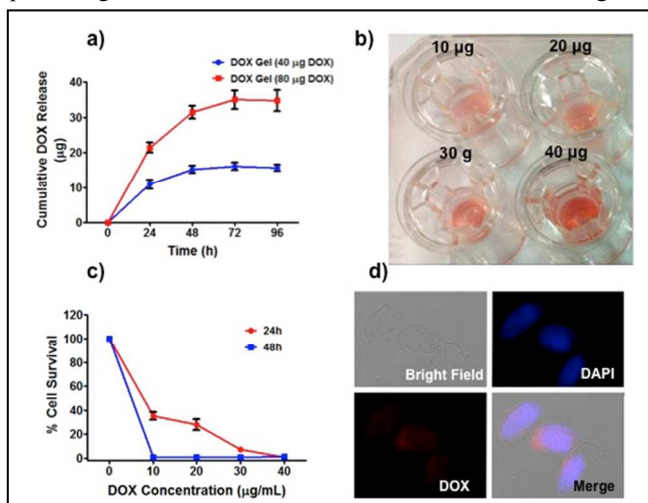 a)
DOX Gel (40 µg DOX)
DOX Gel (80 µg DOX)
Cumulative DOX Release
(µg)
40
30
20
10
0
0 24 48 72 96
Time (h)
b)
10 µg 20 µg
30 g 40 µg
c)
24h
48h
% Cell Survival
120
100
80
60
40
20
0
0 10 20 30 40
DOX Concentration (µg/mL)
d)
Bright Field DAPI
DOX Merge